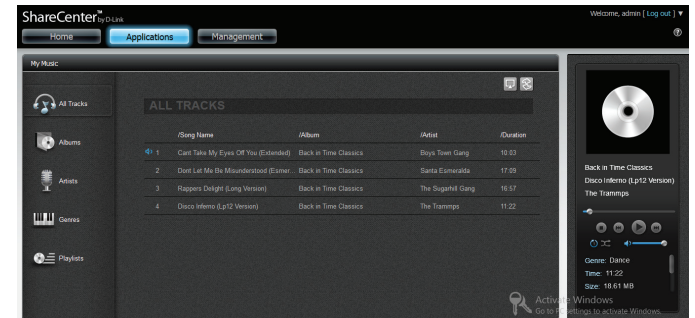 ShareCenter™ by D-Link
Welcome, admin [ Log out ] ▼
Home Applications Management
My Music
All Tracks
Albums
Artists
Genres
Playlists
ALL TRACKS
/Song Name /Album /Artist /Duration
1 Cant Take My Eyes Off You (Extended) Back in Time Classics Boys Town Gang 10:03
2 Dont Let Me Be Misunderstood (Esmer... Back in Time Classics Santa Esmeralda 17:09
3 Rappers Delight (Long Version) Back in Time Classics The Sugarhill Gang 16:57
4 Disco Inferno (Lp12 Version) Back in Time Classics The Trammps 11:22
Back in Time Classics
Disco Inferno (Lp12 Version)
The Trammps
Genre: Dance
Time: 11:22
Size: 18.61 MB
Activate Windows
Go to PC settings to activate Windows.